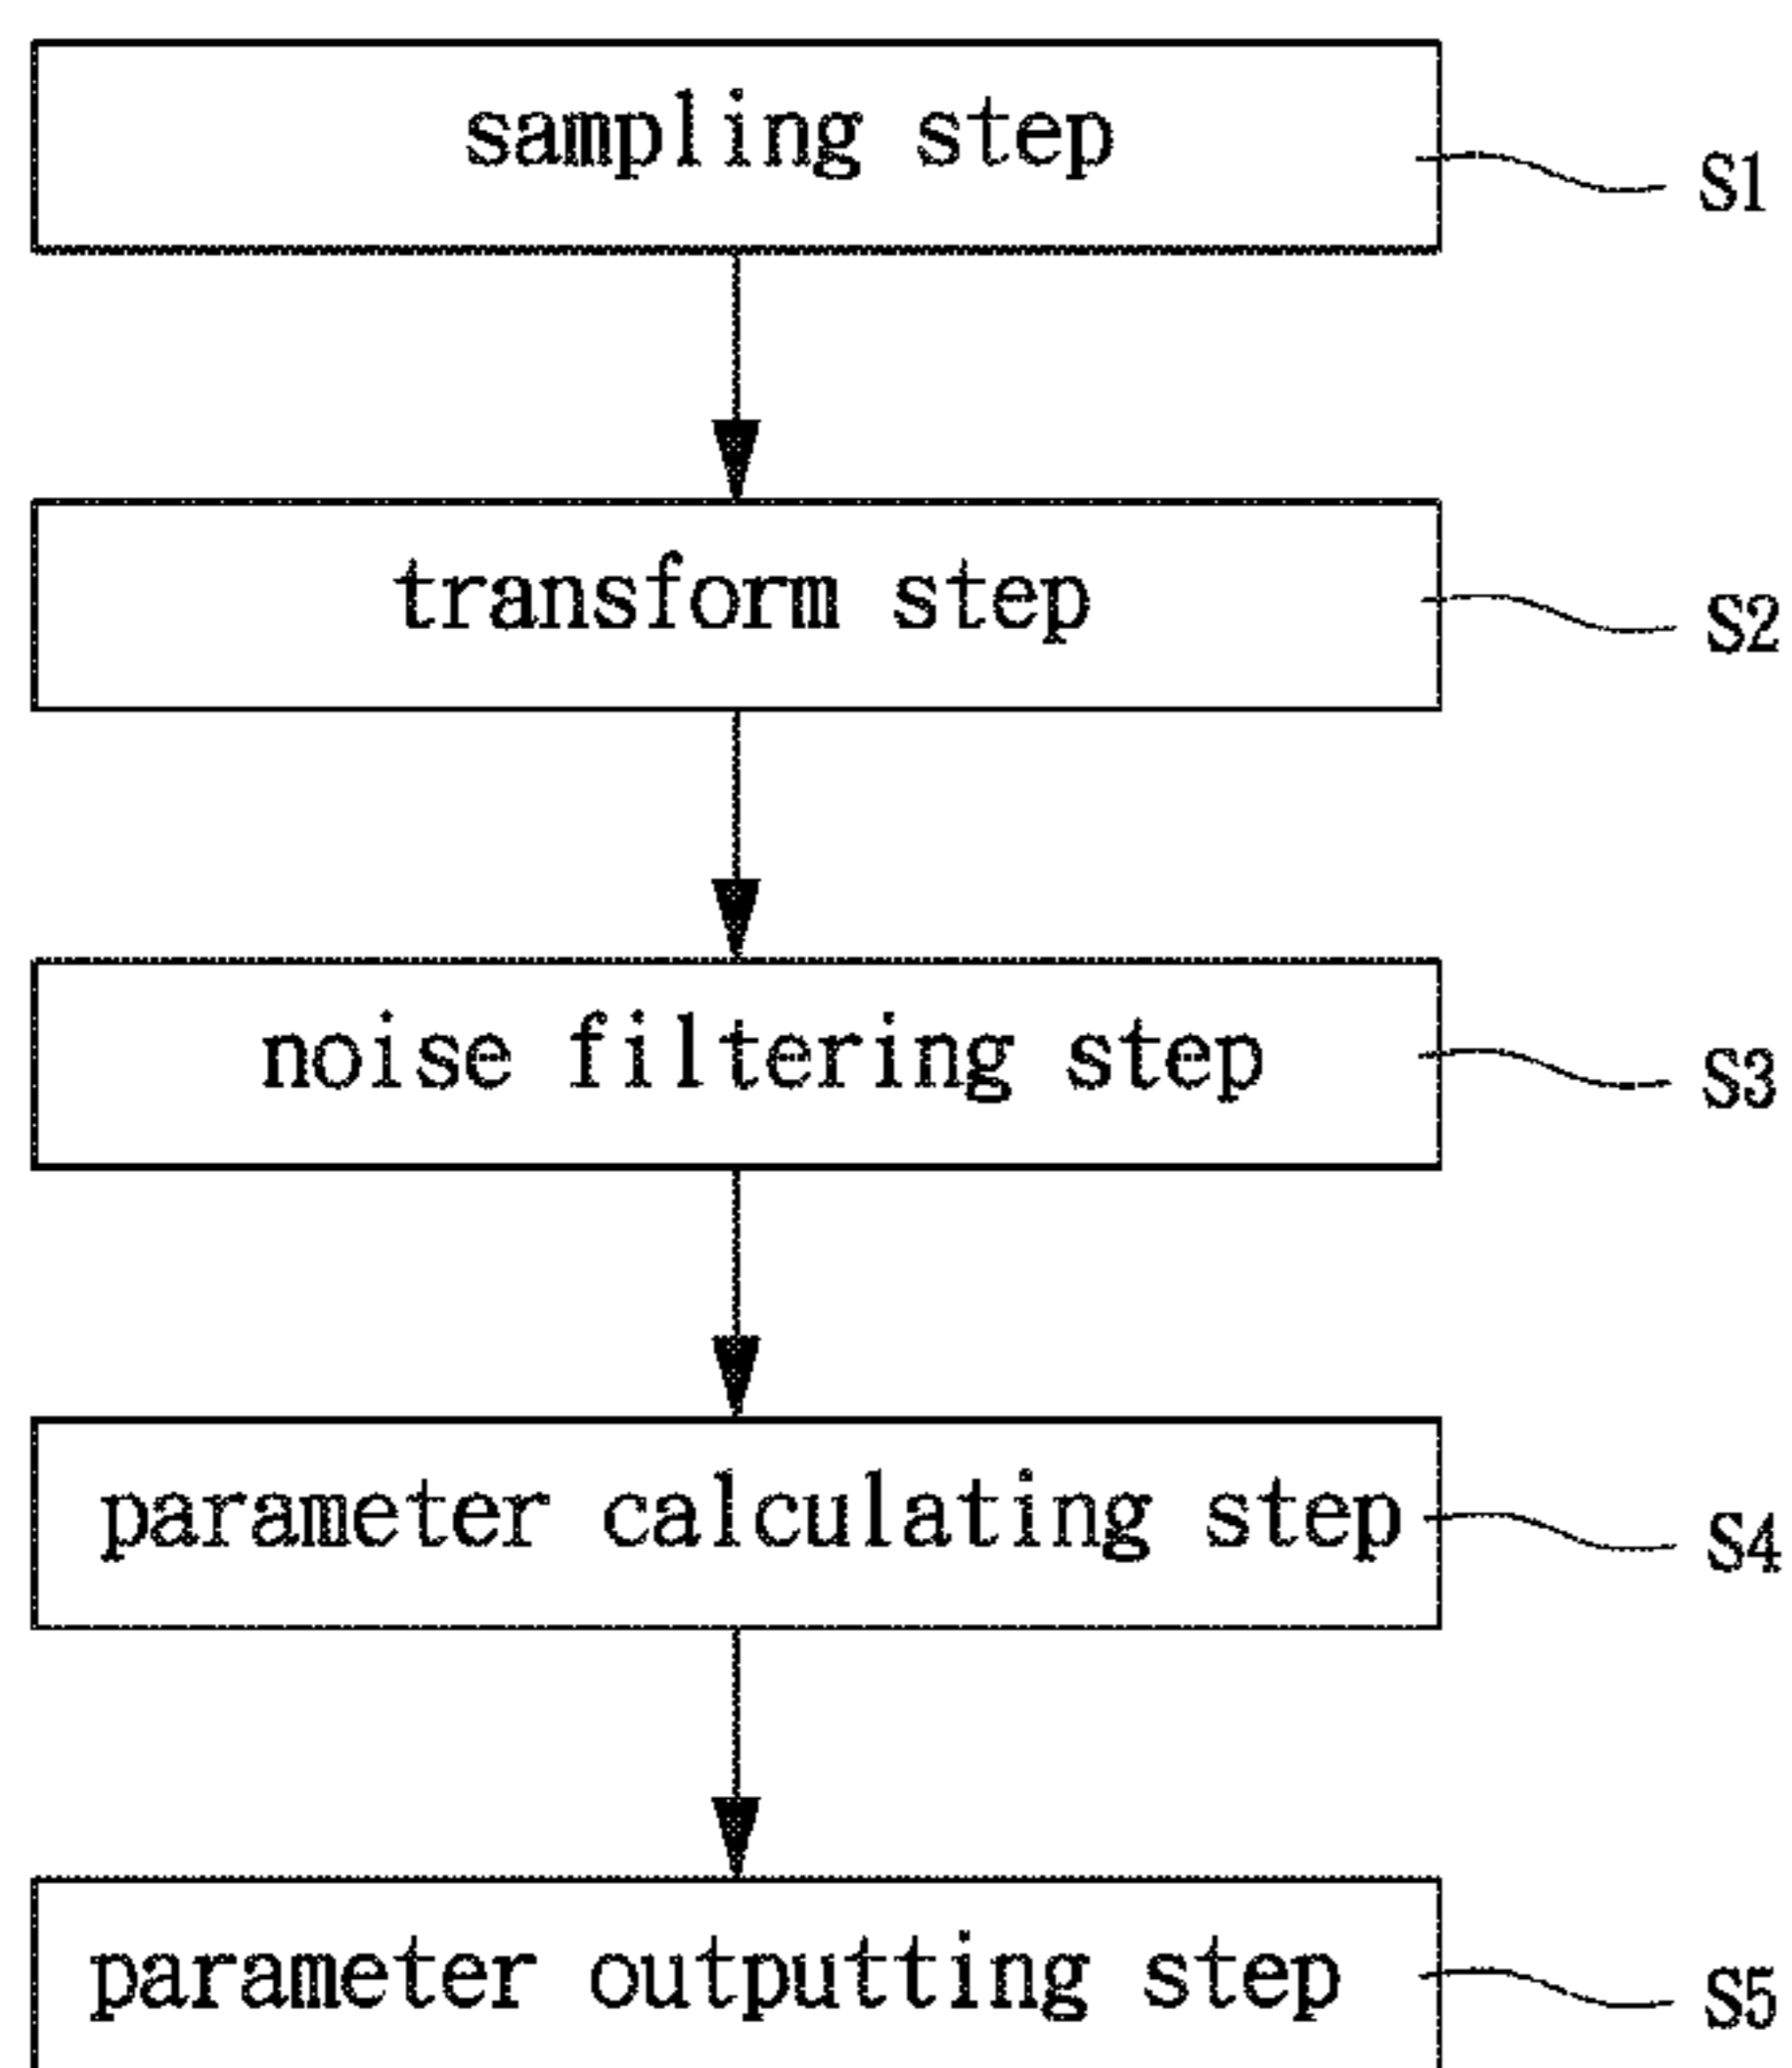 sampling step
S1
transform step
S2
noise filtering step
S3
parameter calculating step
S4
parameter outputting step
S5